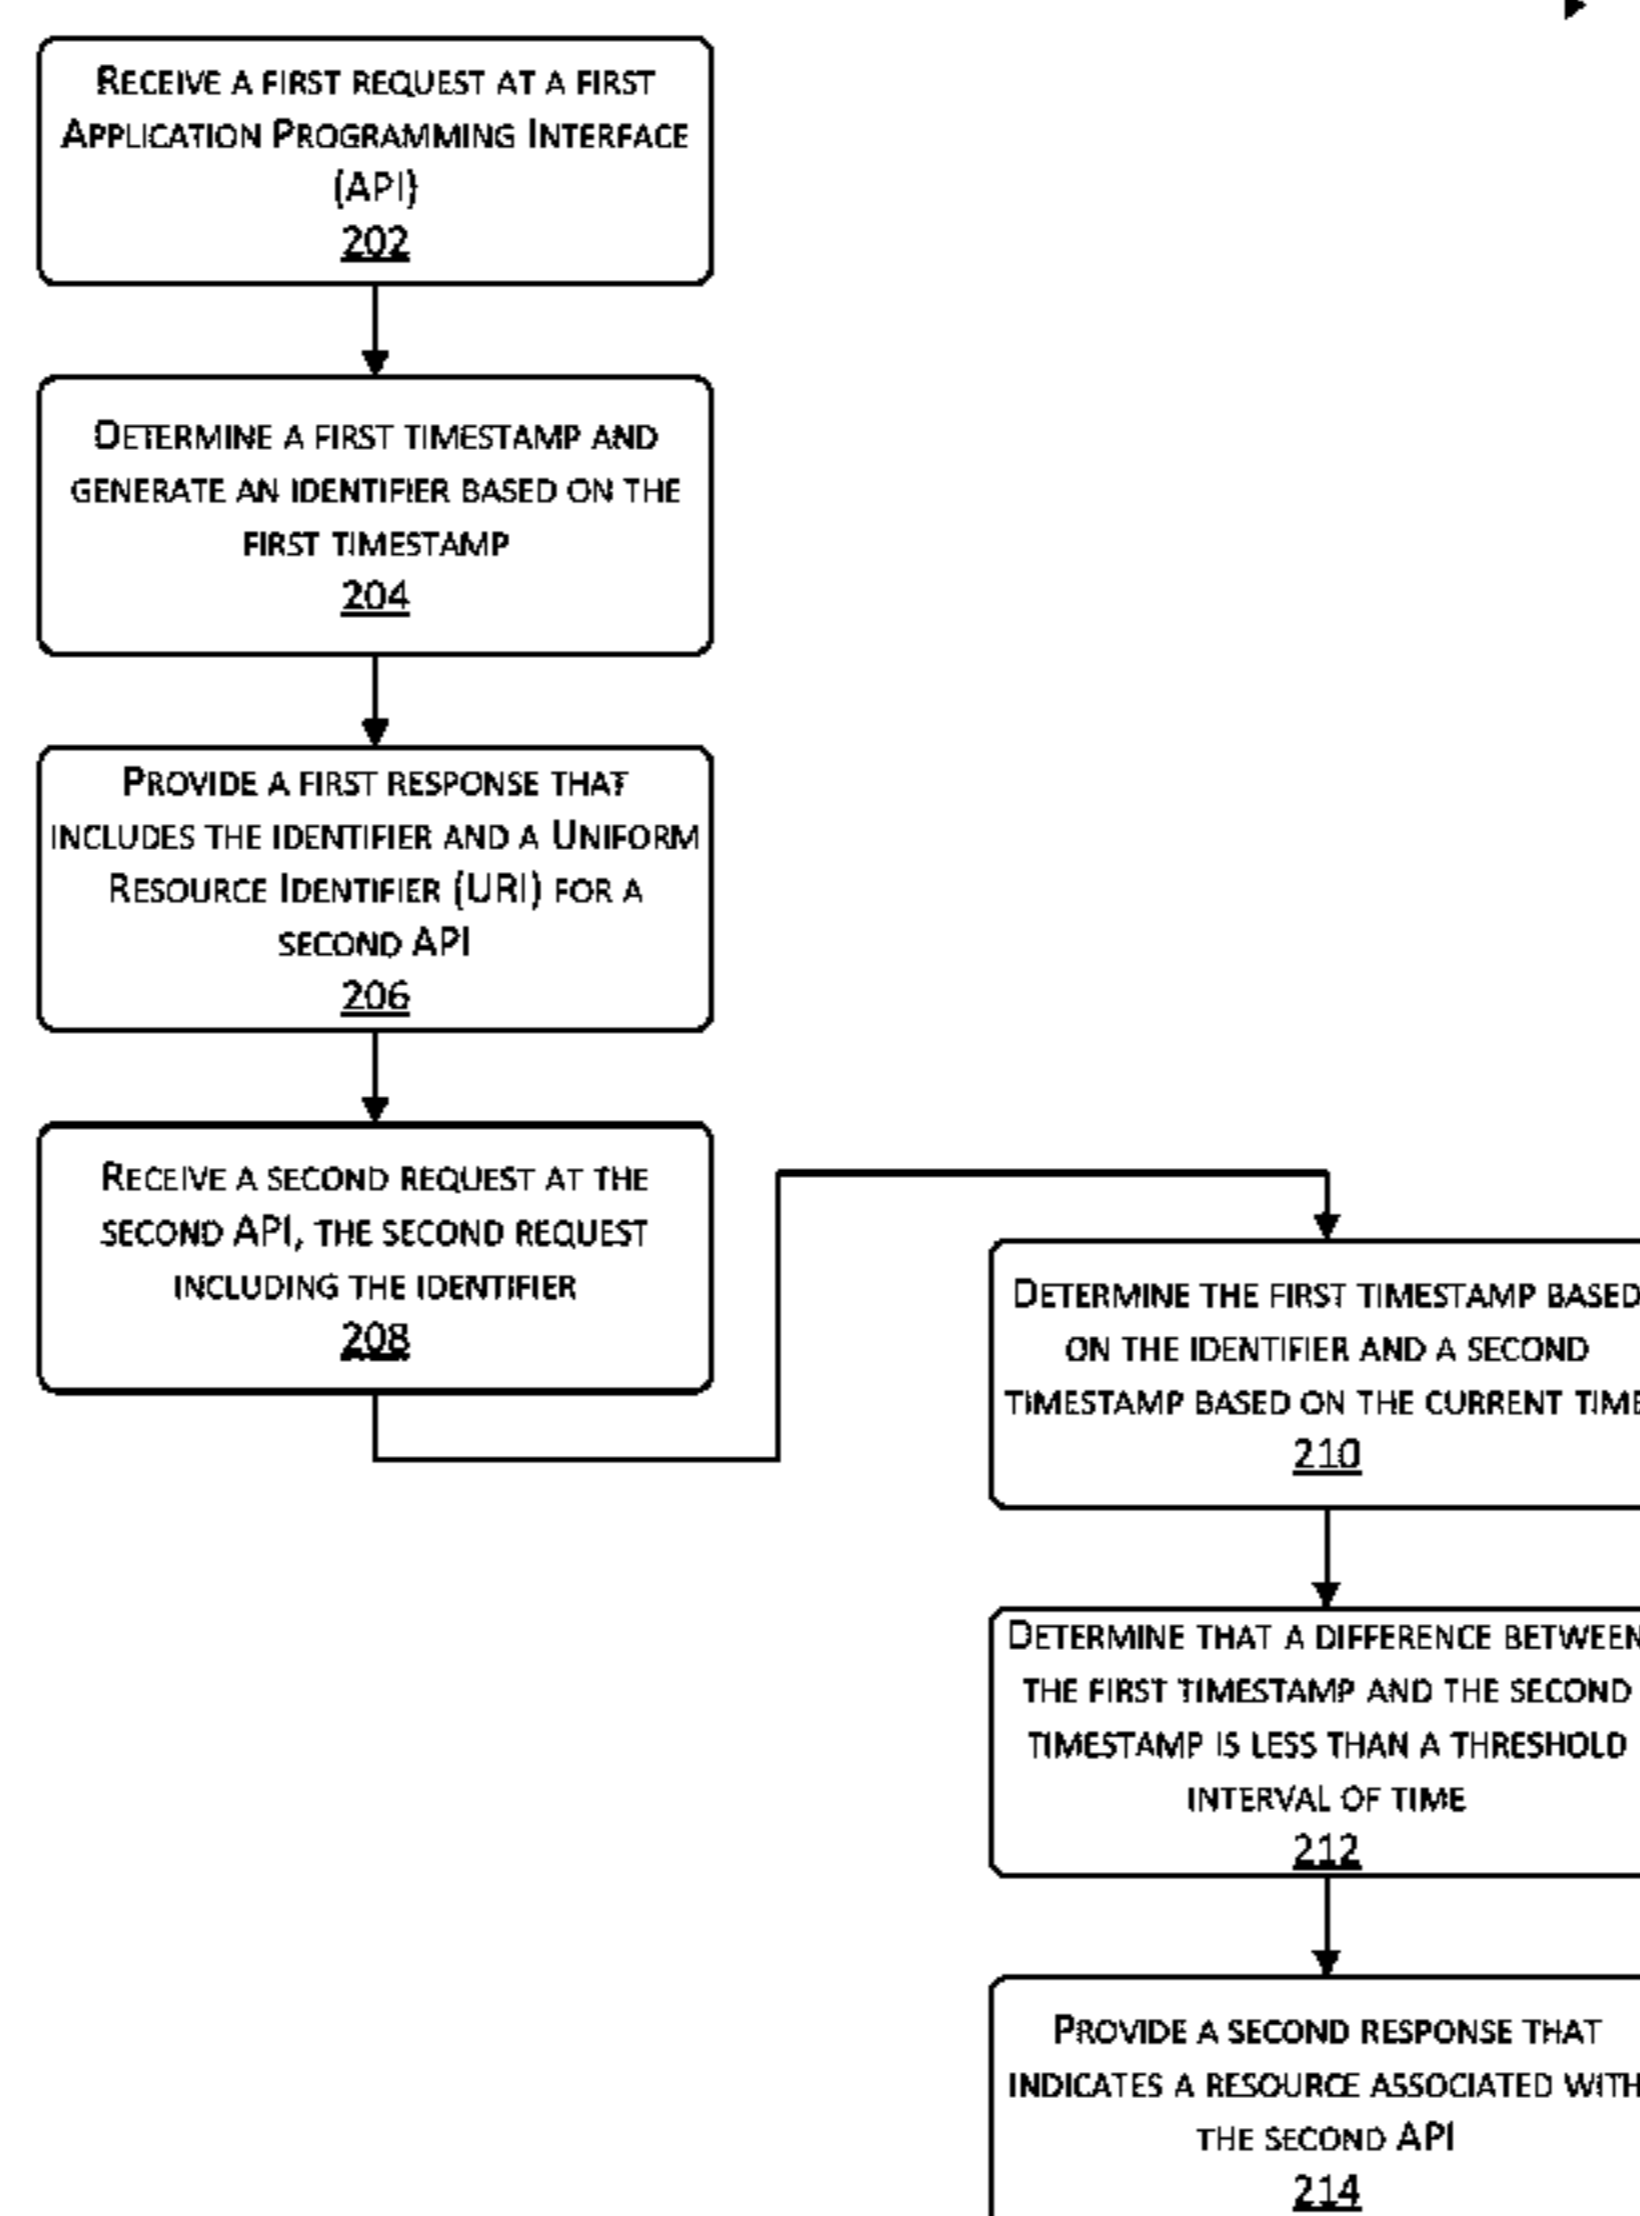 RECEIVE A FIRST REQUEST AT A FIRST
APPLICATION PROGRAMMING INTERFACE
(API)
202
DETERMINE A FIRST TIMESTAMP AND
GENERATE AN IDENTIFIER BASED ON THE
FIRST TIMESTAMP
204
PROVIDE A FIRST RESPONSE THAT
INCLUDES THE IDENTIFIER AND A UNIFORM
RESOURCE IDENTIFIER (URI) FOR A
SECOND API
206
RECEIVE A SECOND REQUEST AT THE
SECOND API, THE SECOND REQUEST
INCLUDING THE IDENTIFIER
208
DETERMINE THE FIRST TIMESTAMP BASED
ON THE IDENTIFIER AND A SECOND
TIMESTAMP BASED ON THE CURRENT TIME
210
DETERMINE THAT A DIFFERENCE BETWEEN
THE FIRST TIMESTAMP AND THE SECOND
TIMESTAMP IS LESS THAN A THRESHOLD
INTERVAL OF TIME
212
PROVIDE A SECOND RESPONSE THAT
INDICATES A RESOURCE ASSOCIATED WITH
THE SECOND API
214